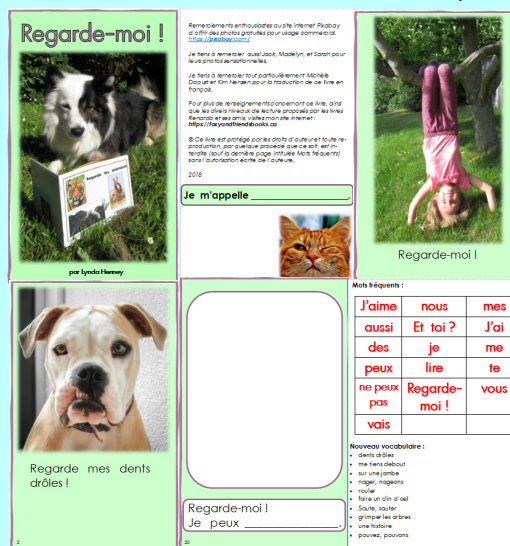 Regarde-moi !
par Lynda Henney
Remerciements enthousiastes au site internet Pixabay
d'offrir des photos gratuites pour usage commercial.
https://pixabay.com/
Je tiens à remercier aussi Jack, Madelyn, et Sarah pour
leurs photos sensationnelles.
Je tiens à remercier tout particulièrement Michèle
Daoust et Kim Nenzen pour la traduction de ce livre en
français.
Pour plus de renseignements concernant ce livre, ainsi
que les divers niveaux de lecture proposés par les livres
Renardo et ses amis, visitez mon site internet :
https://foxyandfriendsbooks.ca
© Ce livre est protégé par les droits d'auteur et toute re-
production, par quelque procédé que ce soit, est in-
terdite (sauf la dernière page intitulée Mots fréquents)
sans l'autorisation écrite de l'auteure.
2018
Je m'appelle ____________________.
Regarde-moi !
Regarde mes dents
drôles !
2
Regarde-moi !
Je peux ________________.
20
Mots fréquents :
J'aime nous mes
aussi Et toi ? J'ai
des je me
peux lire te
ne peux pas Regarde-moi ! vous
vais
Nouveau vocabulaire :
• dents drôles
• me tiens debout
• sur une jambe
• nager, nageons
• rouler
• faire un clin d'œil
• Saute, sauter
• grimper les arbres
• une histoire
• pouvez, pouvons